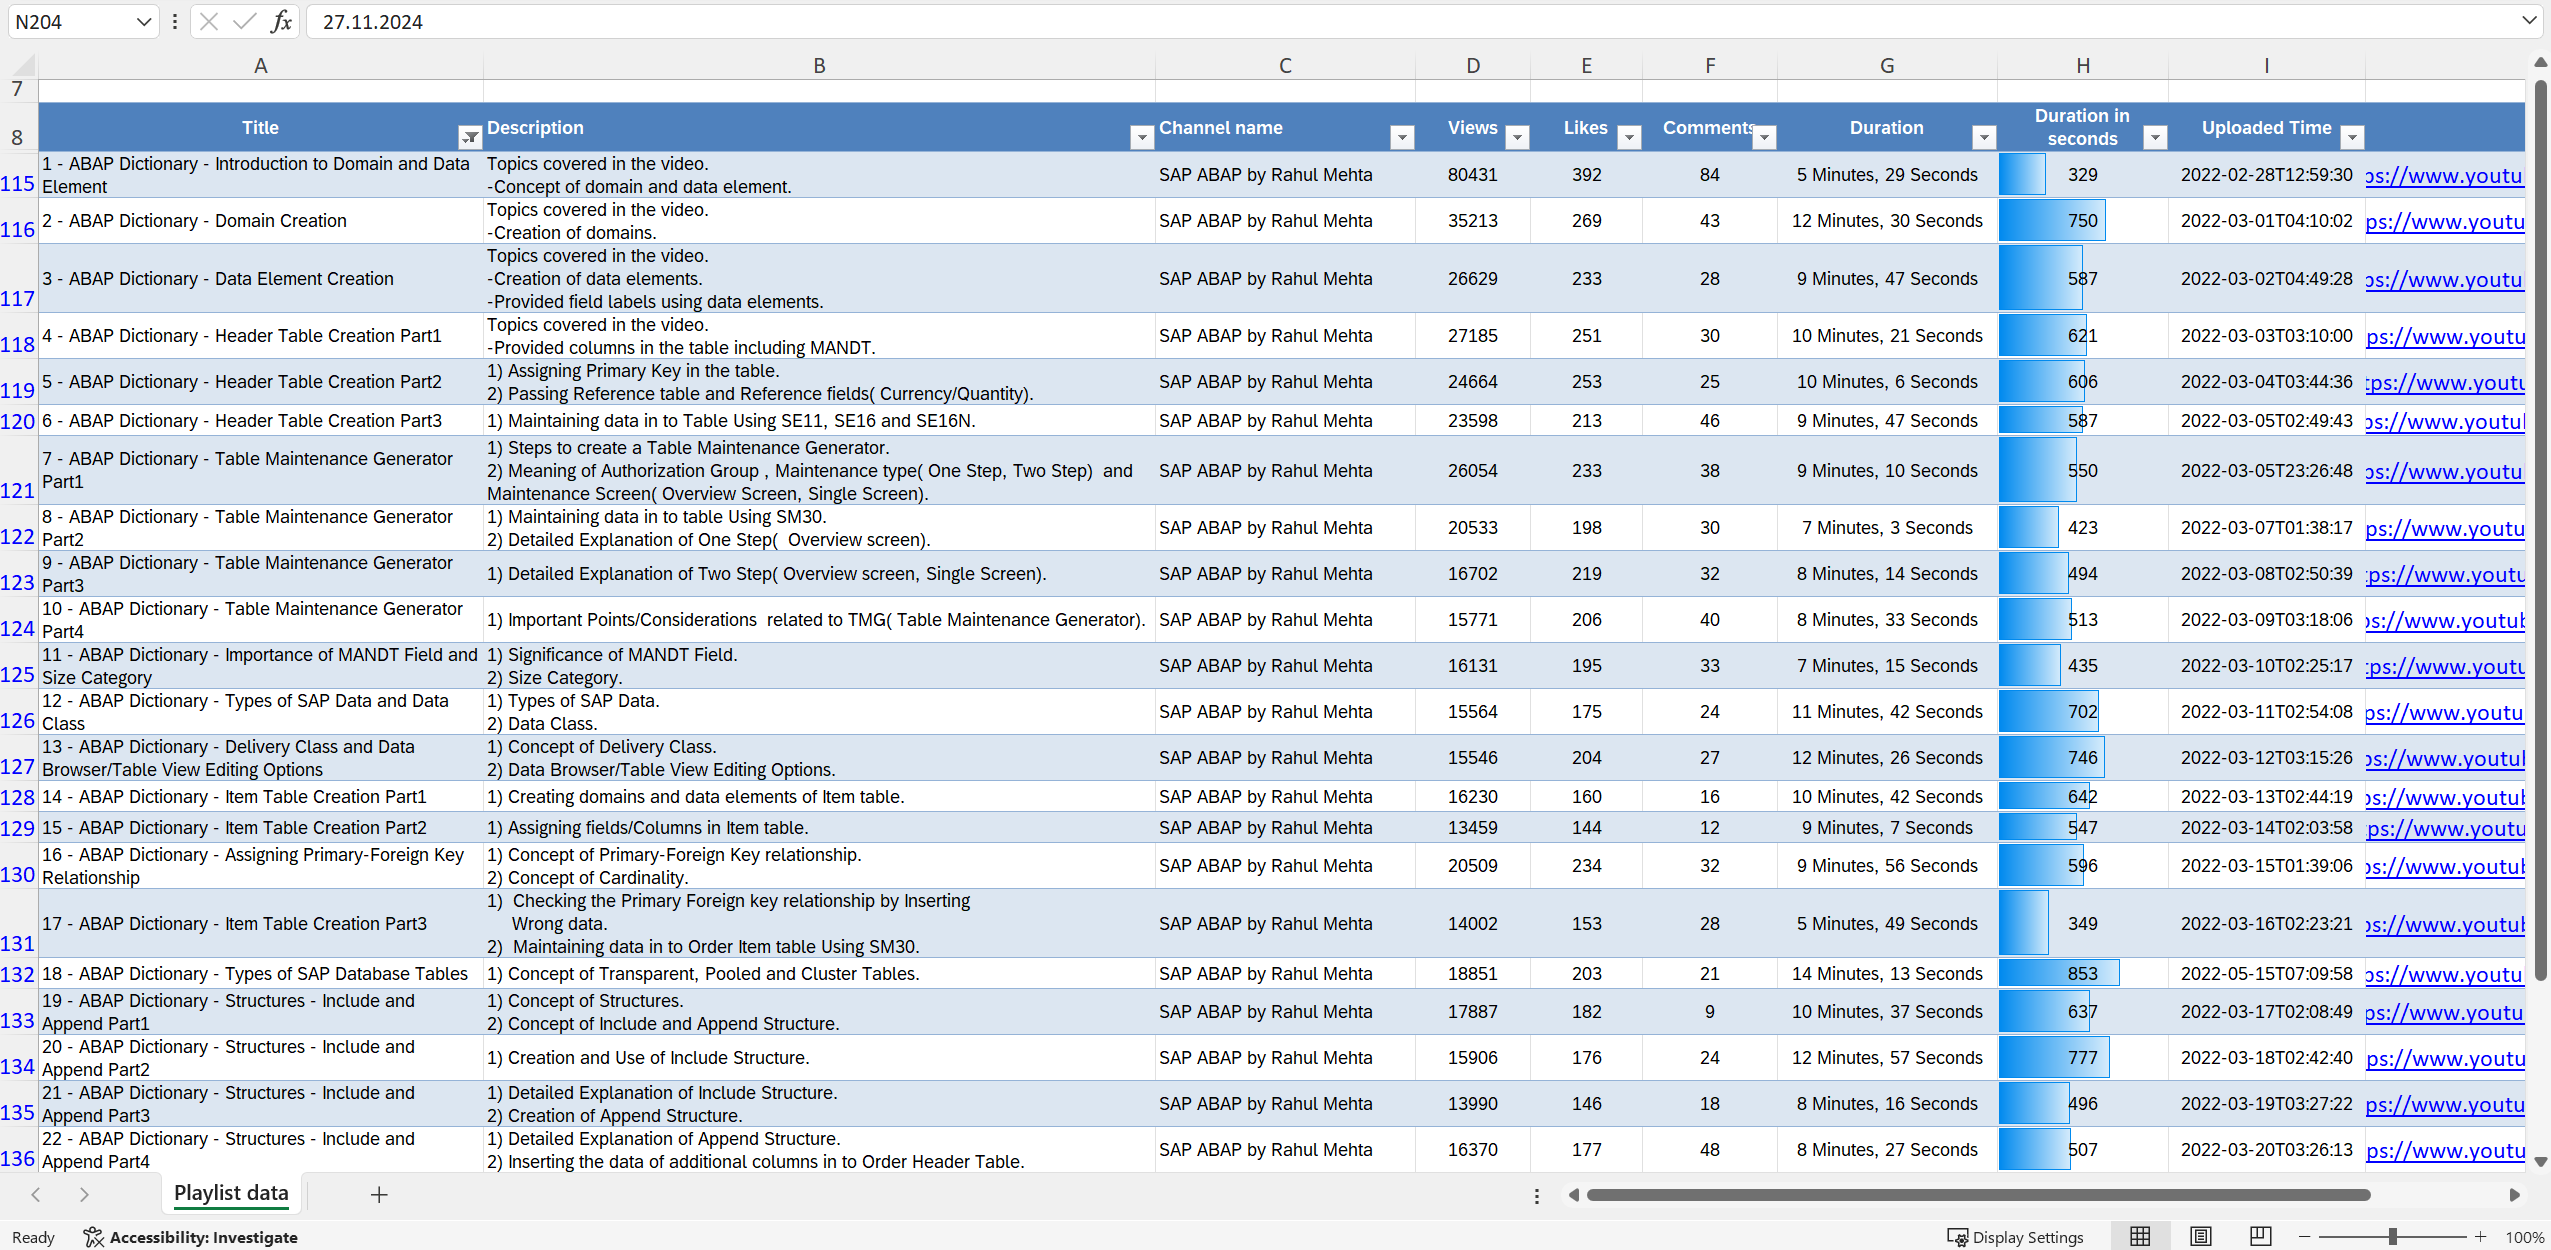 N204 fx 27.11.2024
A B C D E F G H I
7
8 Title Description Channel name Views Likes Comments Duration Duration in seconds Uploaded Time
115 1 - ABAP Dictionary - Introduction to Domain and Data Element Topics covered in the video. -Concept of domain and data element. SAP ABAP by Rahul Mehta 80431 392 84 5 Minutes, 29 Seconds 329 2022-02-28T12:59:30 ps://www.youtu
116 2 - ABAP Dictionary - Domain Creation Topics covered in the video. -Creation of domains. SAP ABAP by Rahul Mehta 35213 269 43 12 Minutes, 30 Seconds 750 2022-03-01T04:10:02 ps://www.youtu
117 3 - ABAP Dictionary - Data Element Creation Topics covered in the video. -Creation of data elements. -Provided field labels using data elements. SAP ABAP by Rahul Mehta 26629 233 28 9 Minutes, 47 Seconds 587 2022-03-02T04:49:28 ps://www.youtu
118 4 - ABAP Dictionary - Header Table Creation Part1 Topics covered in the video. -Provided columns in the table including MANDT. SAP ABAP by Rahul Mehta 27185 251 30 10 Minutes, 21 Seconds 621 2022-03-03T03:10:00 ps://www.youtu
119 5 - ABAP Dictionary - Header Table Creation Part2 1) Assigning Primary Key in the table. 2) Passing Reference table and Reference fields( Currency/Quantity). SAP ABAP by Rahul Mehta 24664 253 25 10 Minutes, 6 Seconds 606 2022-03-04T03:44:36 tps://www.youtu
120 6 - ABAP Dictionary - Header Table Creation Part3 1) Maintaining data in to Table Using SE11, SE16 and SE16N. SAP ABAP by Rahul Mehta 23598 213 46 9 Minutes, 47 Seconds 587 2022-03-05T02:49:43 ps://www.youtu
121 7 - ABAP Dictionary - Table Maintenance Generator Part1 1) Steps to create a Table Maintenance Generator. 2) Meaning of Authorization Group , Maintenance type( One Step, Two Step)  and Maintenance Screen( Overview Screen, Single Screen). SAP ABAP by Rahul Mehta 26054 233 38 9 Minutes, 10 Seconds 550 2022-03-05T23:26:48 ps://www.youtu
122 8 - ABAP Dictionary - Table Maintenance Generator Part2 1) Maintaining data in to table Using SM30. 2) Detailed Explanation of One Step(  Overview screen). SAP ABAP by Rahul Mehta 20533 198 30 7 Minutes, 3 Seconds 423 2022-03-07T01:38:17 ps://www.youtu
123 9 - ABAP Dictionary - Table Maintenance Generator Part3 1) Detailed Explanation of Two Step( Overview screen, Single Screen). SAP ABAP by Rahul Mehta 16702 219 32 8 Minutes, 14 Seconds 494 2022-03-08T02:50:39 tps://www.youtu
124 10 - ABAP Dictionary - Table Maintenance Generator Part4 1) Important Points/Considerations  related to TMG( Table Maintenance Generator). SAP ABAP by Rahul Mehta 15771 206 40 8 Minutes, 33 Seconds 513 2022-03-09T03:18:06 ps://www.youtub
125 11 - ABAP Dictionary - Importance of MANDT Field and Size Category 1) Significance of MANDT Field. 2) Size Category. SAP ABAP by Rahul Mehta 16131 195 33 7 Minutes, 15 Seconds 435 2022-03-10T02:25:17 tps://www.youtu
126 12 - ABAP Dictionary - Types of SAP Data and Data Class 1) Types of SAP Data. 2) Data Class. SAP ABAP by Rahul Mehta 15564 175 24 11 Minutes, 42 Seconds 702 2022-03-11T02:54:08 ps://www.youtu
127 13 - ABAP Dictionary - Delivery Class and Data Browser/Table View Editing Options 1) Concept of Delivery Class. 2) Data Browser/Table View Editing Options. SAP ABAP by Rahul Mehta 15546 204 27 12 Minutes, 26 Seconds 746 2022-03-12T03:15:26 ps://www.youtu
128 14 - ABAP Dictionary - Item Table Creation Part1 1) Creating domains and data elements of Item table. SAP ABAP by Rahul Mehta 16230 160 16 10 Minutes, 42 Seconds 642 2022-03-13T02:44:19 ps://www.youtub
129 15 - ABAP Dictionary - Item Table Creation Part2 1) Assigning fields/Columns in Item table. SAP ABAP by Rahul Mehta 13459 144 12 9 Minutes, 7 Seconds 547 2022-03-14T02:03:58 tps://www.youtu
130 16 - ABAP Dictionary - Assigning Primary-Foreign Key Relationship 1) Concept of Primary-Foreign Key relationship. 2) Concept of Cardinality. SAP ABAP by Rahul Mehta 20509 234 32 9 Minutes, 56 Seconds 596 2022-03-15T01:39:06 ps://www.youtub
131 17 - ABAP Dictionary - Item Table Creation Part3 1)  Checking the Primary Foreign key relationship by Inserting Wrong data. 2)  Maintaining data in to Order Item table Using SM30. SAP ABAP by Rahul Mehta 14002 153 28 5 Minutes, 49 Seconds 349 2022-03-16T02:23:21 ps://www.youtub
132 18 - ABAP Dictionary - Types of SAP Database Tables 1) Concept of Transparent, Pooled and Cluster Tables. SAP ABAP by Rahul Mehta 18851 203 21 14 Minutes, 13 Seconds 853 2022-05-15T07:09:58 ps://www.youtu
133 19 - ABAP Dictionary - Structures - Include and Append Part1 1) Concept of Structures. 2) Concept of Include and Append Structure. SAP ABAP by Rahul Mehta 17887 182 9 10 Minutes, 37 Seconds 637 2022-03-17T02:08:49 ps://www.youtu
134 20 - ABAP Dictionary - Structures - Include and Append Part2 1) Creation and Use of Include Structure. SAP ABAP by Rahul Mehta 15906 176 24 12 Minutes, 57 Seconds 777 2022-03-18T02:42:40 ps://www.youtu
135 21 - ABAP Dictionary - Structures - Include and Append Part3 1) Detailed Explanation of Include Structure. 2) Creation of Append Structure. SAP ABAP by Rahul Mehta 13990 146 18 8 Minutes, 16 Seconds 496 2022-03-19T03:27:22 ps://www.youtu
136 22 - ABAP Dictionary - Structures - Include and Append Part4 1) Detailed Explanation of Append Structure. 2) Inserting the data of additional columns in to Order Header Table. SAP ABAP by Rahul Mehta 16370 177 48 8 Minutes, 27 Seconds 507 2022-03-20T03:26:13 ps://www.youtu
Playlist data
Ready Accessibility: Investigate Display Settings 100%